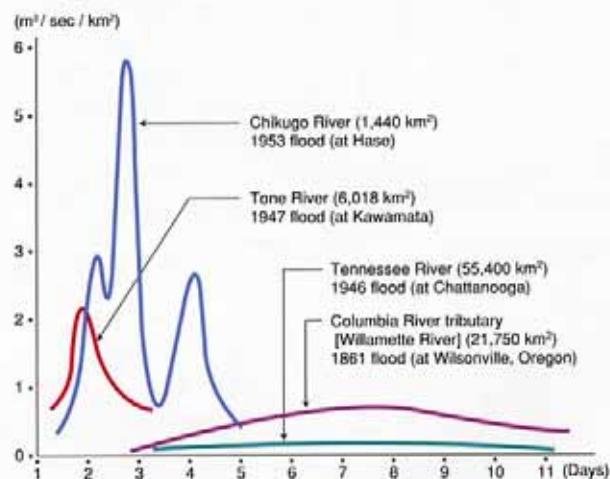 (m³ / sec / km²)
6
5
4
3
2
1
0
Chikugo River (1,440 km²)
1953 flood (at Hase)
Tone River (6,018 km²)
1947 flood (at Kawamata)
Tennessee River (55,400 km²)
1946 flood (at Chattanooga)
Columbia River tributary
[Willamette River] (21,750 km²)
1861 flood (at Wilsonville, Oregon)
1 2 3 4 5 6 7 8 9 10 11 (Days)